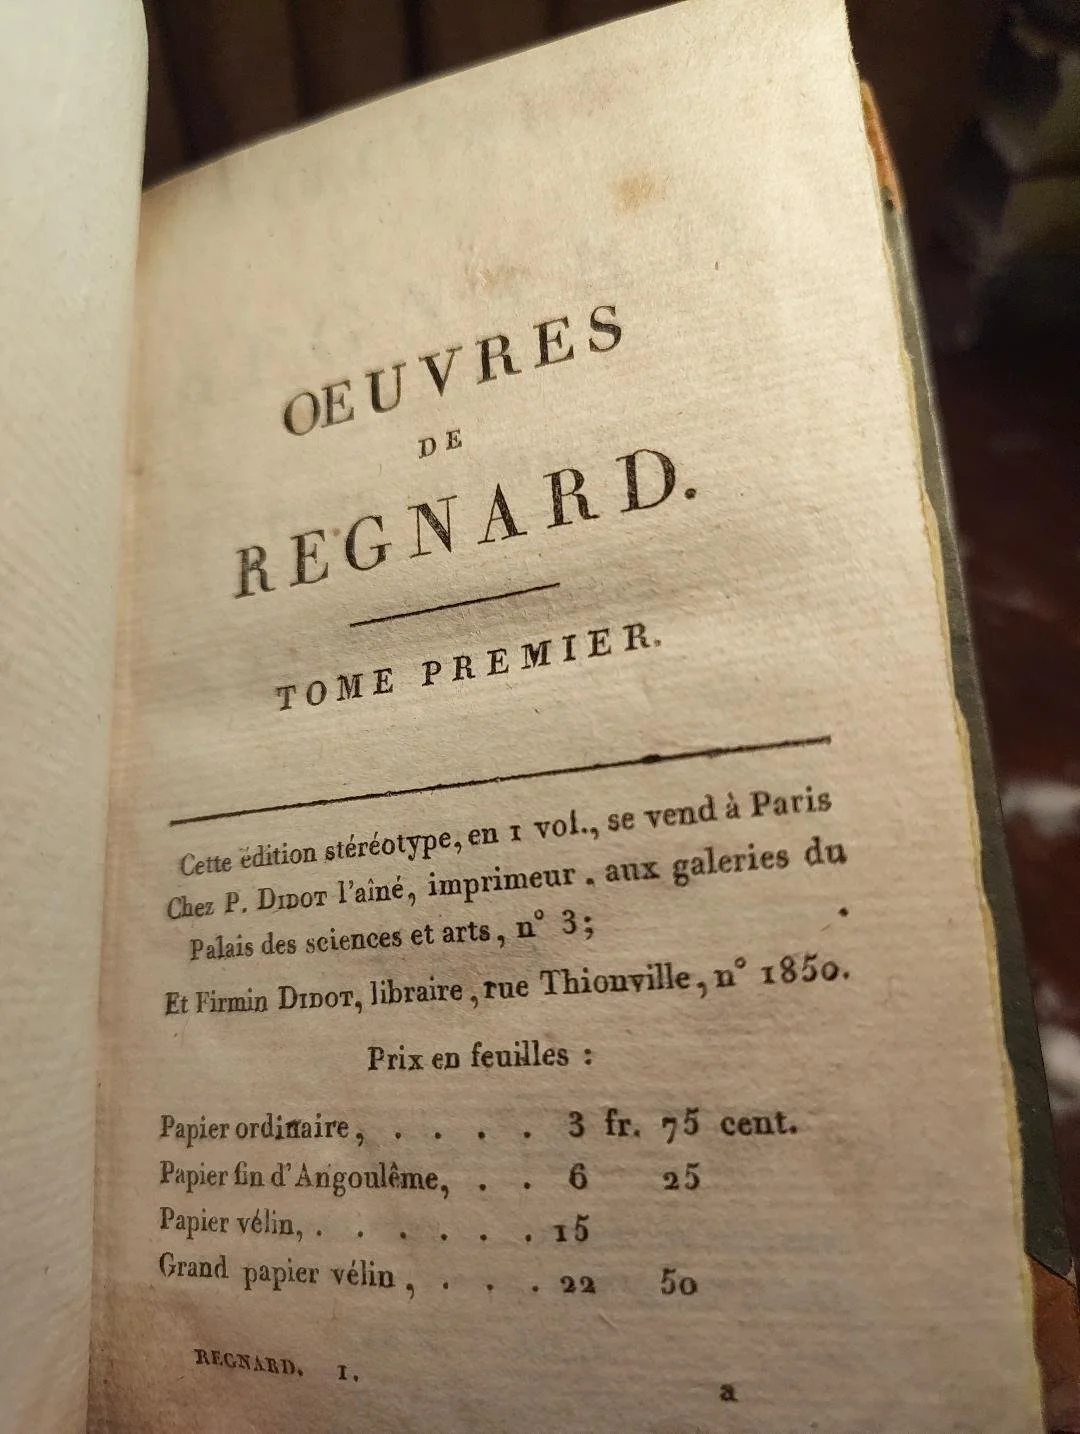 OEUVRES
DE
REGNARD.
TOME PREMIER.
Cette édition stéréotype, en 1 vol., se vend à Paris
Chez P. DIDOT l'aîné, imprimeur, aux galeries du
Palais des sciences et arts, n° 3;
Et Firmin DIDOT, libraire, rue Thionville, n° 1850.
Prix en feuilles :
Papier ordinaire, . . . . 3 fr. 75 cent.
Papier fin d'Angoulême, . . 6 25
Papier vélin, . . . . . . 15
Grand papier vélin, . . . 22 50
REGNARD. 1. a